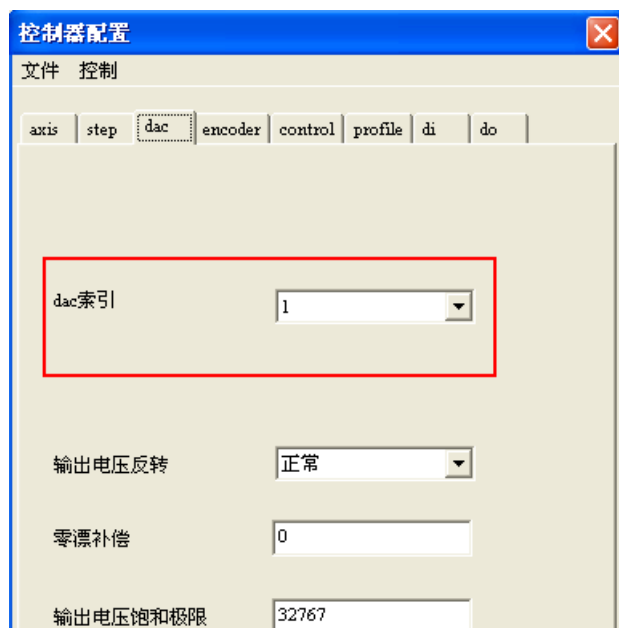 控制器配置
文件 控制
axis step dac encoder control profile di do
dac索引 1
输出电压反转 正常
零漂补偿 0
输出电压饱和极限 32767